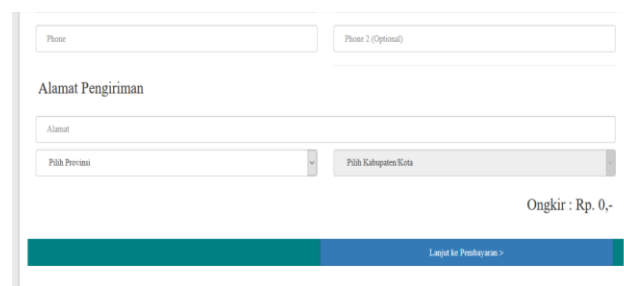 Phone
Phone 2 (Optional)
Alamat Pengiriman
Alamat
Pilih Provinsi
Pilih Kabupaten/Kota
Ongkir : Rp. 0,-
Lanjut ke Pembayaran >